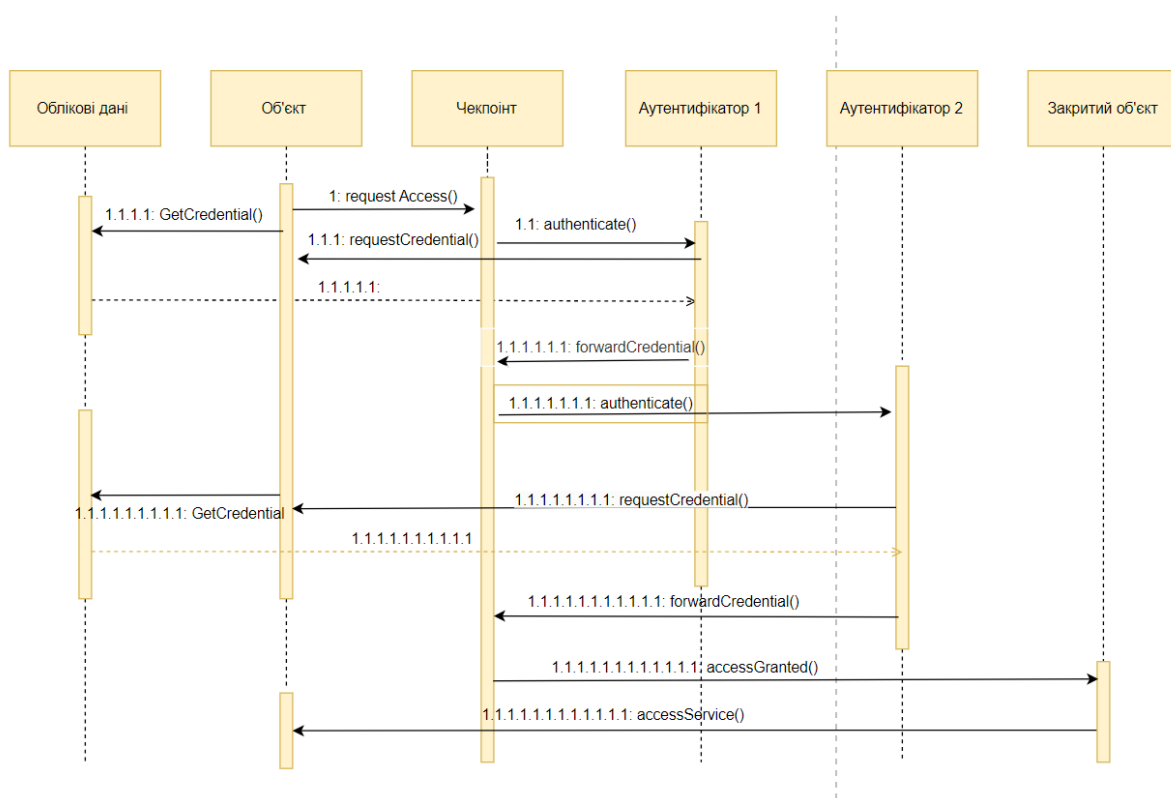 Облікові дані
Об'єкт
Чекпоінт
Аутентифікатор 1
Аутентифікатор 2
Закритий об'єкт
1: request Access()
1.1.1.1: GetCredential()
1.1: authenticate()
1.1.1: requestCredential()
1.1.1.1.1:
1.1.1.1.1.1: forwardCredential()
1.1.1.1.1.1.1: authenticate()
1.1.1.1.1.1.1.1: requestCredential()
1.1.1.1.1.1.1.1.1: GetCredential
1.1.1.1.1.1.1.1.1.1
1.1.1.1.1.1.1.1.1.1.1: forwardCredential()
1.1.1.1.1.1.1.1.1.1.1.1: accessGranted()
1.1.1.1.1.1.1.1.1.1.1.1: accessService()